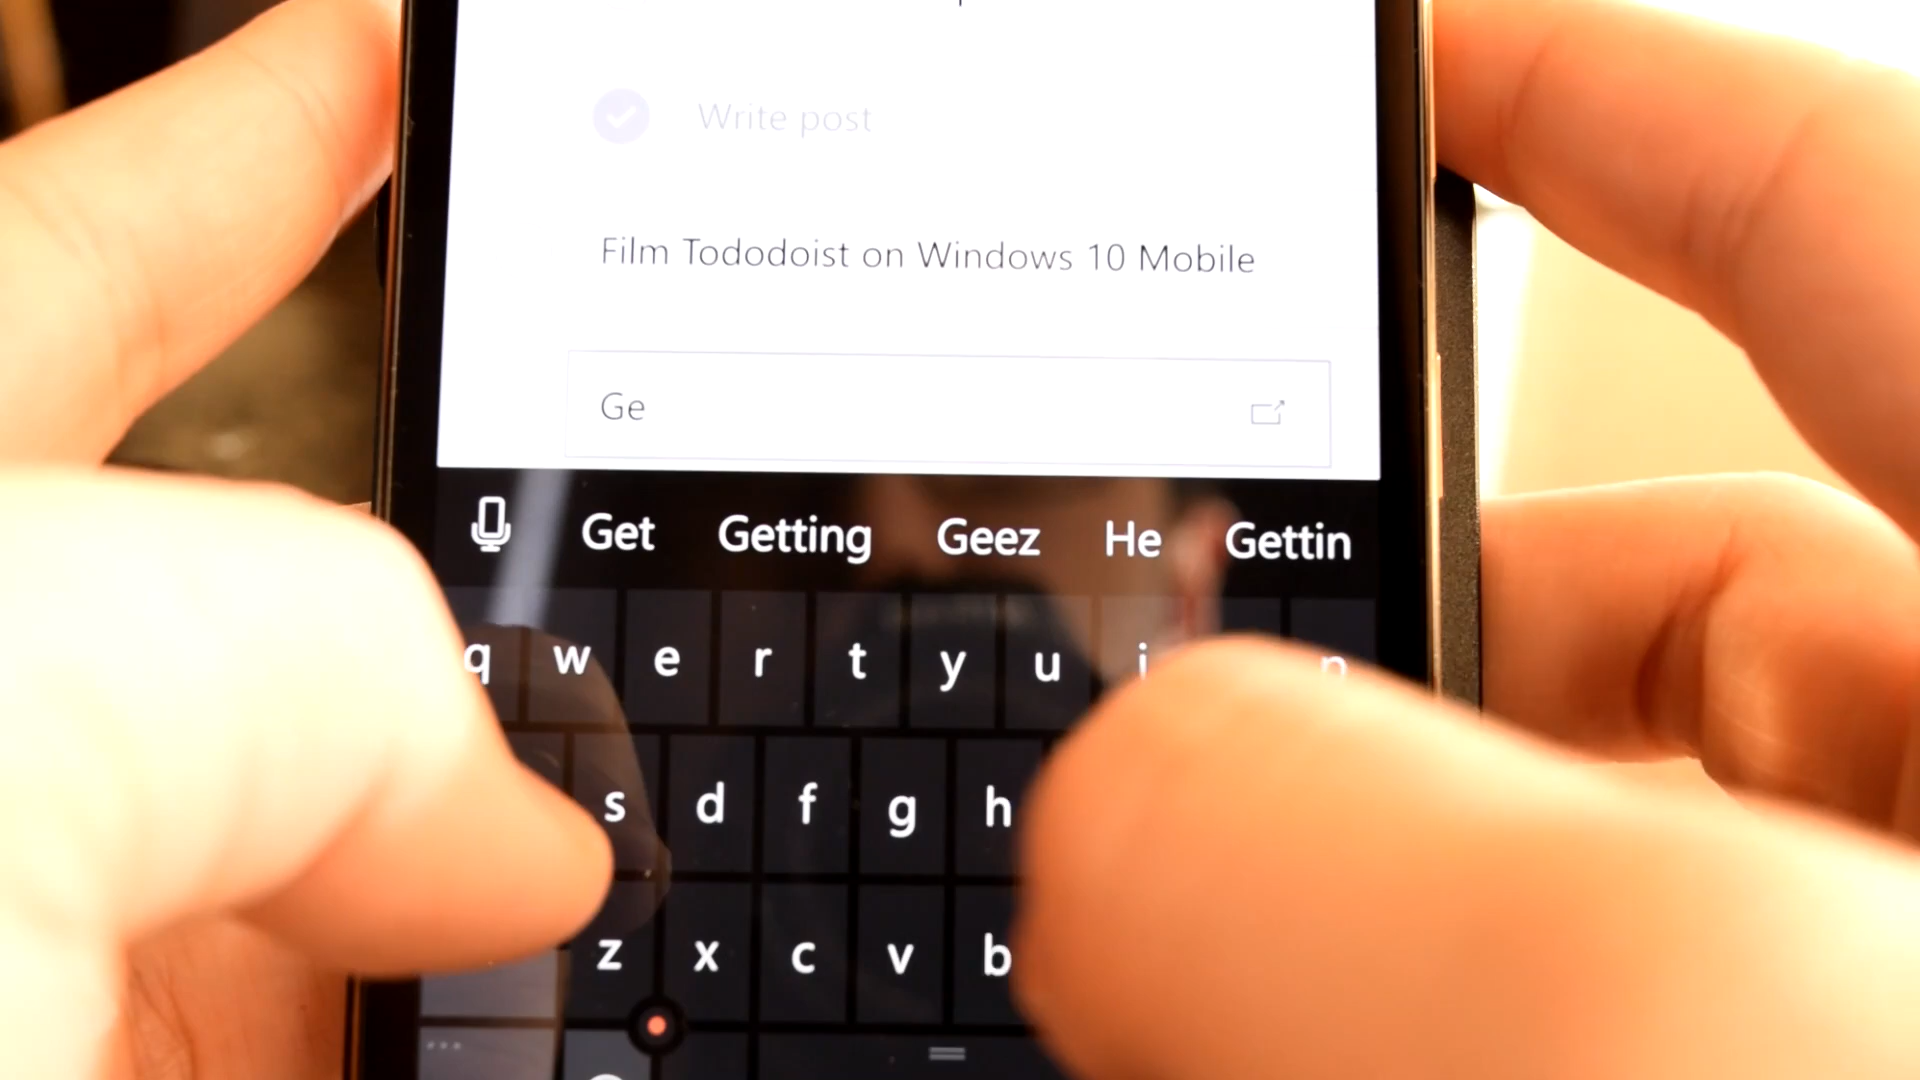 Write post
Film Tododoist on Windows 10 Mobile
Ge
Get Getting Geez He Gettin
q w e r t y u i p
s d f g h
z x c v b